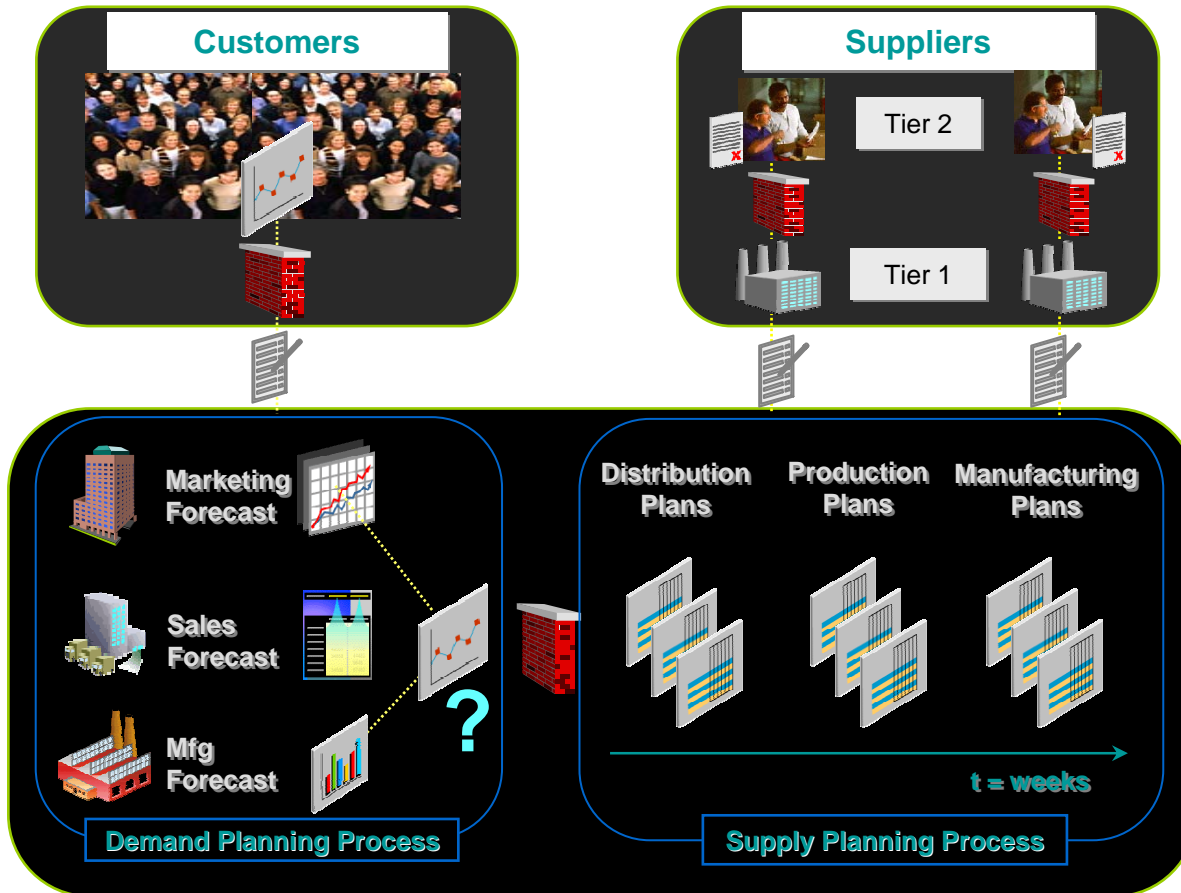 Customers
Suppliers
Tier 2
Tier 1
Marketing
Forecast
Sales
Forecast
Mfg
Forecast
?
Demand Planning Process
Distribution
Plans
Production
Plans
Manufacturing
Plans
t = weeks
Supply Planning Process